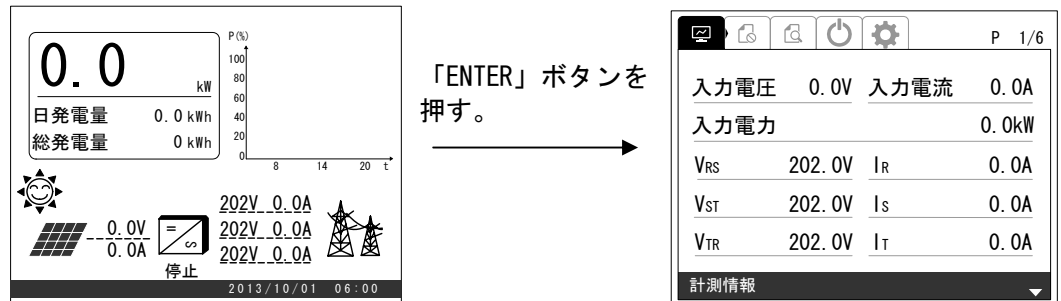 P(%)
0.0 kW
日発電量 0.0 kWh
総発電量 0 kWh
100
80
60
40
20
0
8 14 20 t
202V 0.0A
0.0V 202V 0.0A
0.0A 202V 0.0A
停止
2013/10/01 06:00
「ENTER」ボタンを
押す。
P 1/6
入力電圧 0.0V 入力電流 0.0A
入力電力 0.0kW
VRS 202.0V IR 0.0A
VST 202.0V IS 0.0A
VTR 202.0V IT 0.0A
計測情報